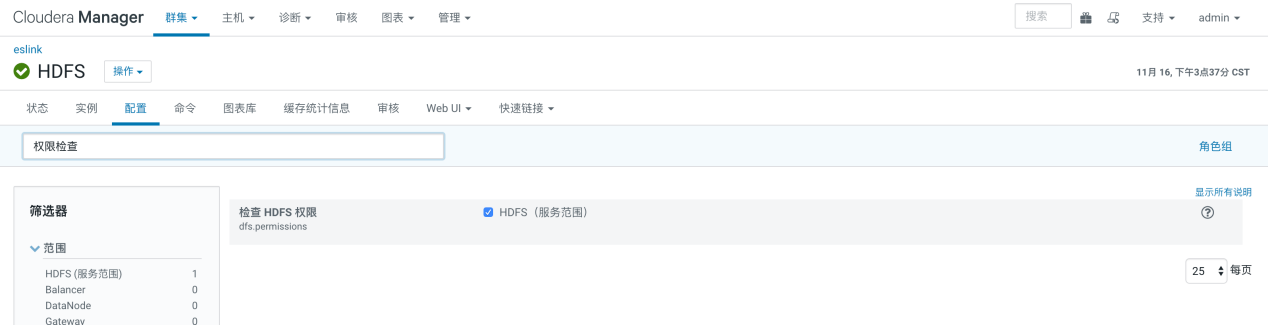 Cloudera Manager 群集 主机 诊断 审核 图表 管理 搜索 支持 admin
eslink
HDFS 操作
11月 16, 下午3点37分 CST
状态 实例 配置 命令 图表库 缓存统计信息 审核 Web UI 快速链接
权限检查 角色组
显示所有说明
筛选器
检查 HDFS 权限 HDFS（服务范围） ?
dfs.permissions
范围
HDFS (服务范围) 1
25 每页
Balancer 0
DataNode 0
Gateway 0